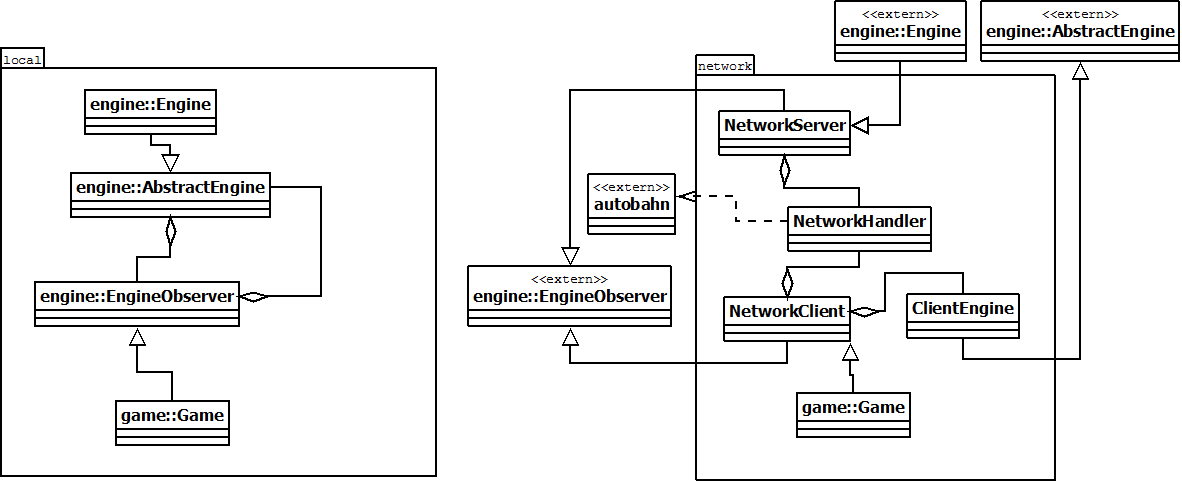 local
engine::Engine
engine::AbstractEngine
engine::EngineObserver
game::Game
<<extern>>
engine::Engine
<<extern>>
engine::AbstractEngine
network
NetworkServer
<<extern>>
autobahn
NetworkHandler
<<extern>>
engine::EngineObserver
NetworkClient
ClientEngine
game::Game